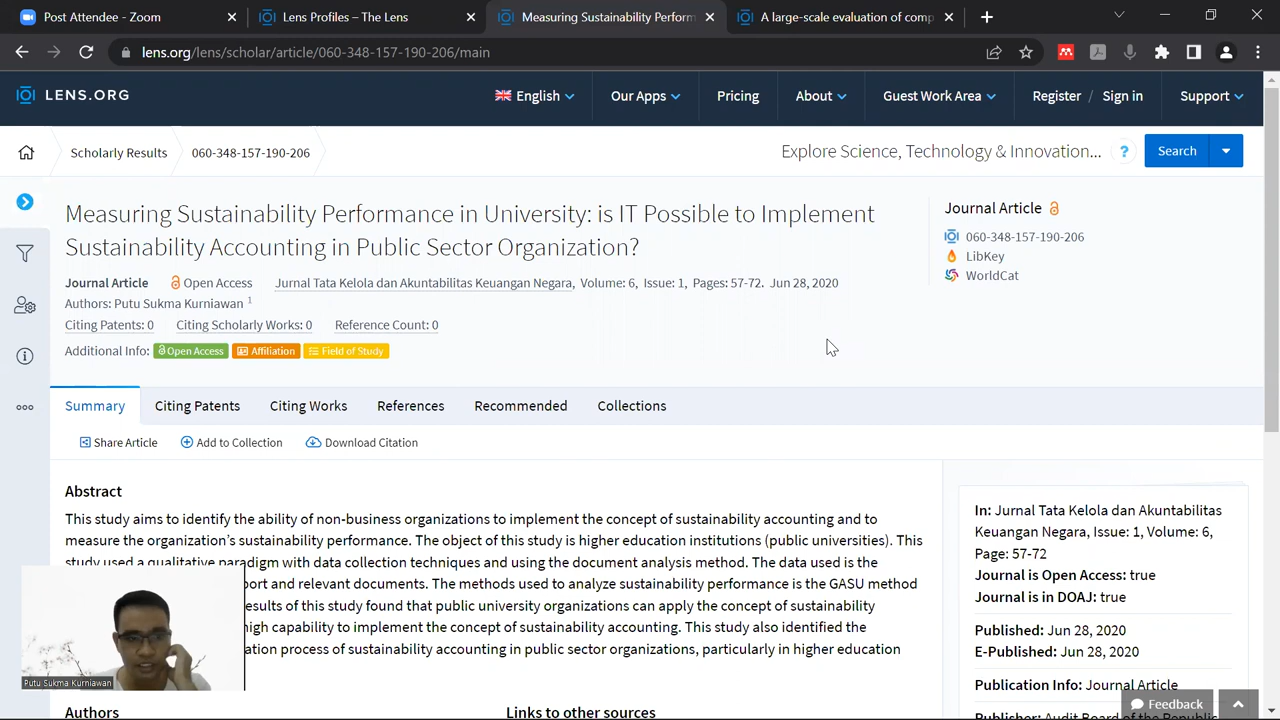 Post Attendee - Zoom
Lens Profiles – The Lens
Measuring Sustainability Perform
A large-scale evaluation of comp
lens.org/lens/scholar/article/060-348-157-190-206/main
LENS.ORG
English
Our Apps
Pricing
About
Guest Work Area
Register / Sign in
Support
Scholarly Results
060-348-157-190-206
Explore Science, Technology & Innovation...
?
Search
Measuring Sustainability Performance in University: is IT Possible to Implement
Sustainability Accounting in Public Sector Organization?
Journal Article Open Access Jurnal Tata Kelola dan Akuntabilitas Keuangan Negara, Volume: 6, Issue: 1, Pages: 57-72. Jun 28, 2020
Authors: Putu Sukma Kurniawan 1
Citing Patents: 0 Citing Scholarly Works: 0 Reference Count: 0
Additional Info: Open Access Affiliation Field of Study
Journal Article
060-348-157-190-206
LibKey
WorldCat
Summary
Citing Patents
Citing Works
References
Recommended
Collections
Share Article
Add to Collection
Download Citation
Abstract
This study aims to identify the ability of non-business organizations to implement the concept of sustainability accounting and to
measure the organization's sustainability performance. The object of this study is higher education institutions (public universities). This
study used a qualitative paradigm with data collection techniques and using the document analysis method. The data used is the
port and relevant documents. The methods used to analyze sustainability performance is the GASU method
esults of this study found that public university organizations can apply the concept of sustainability
high capability to implement the concept of sustainability accounting. This study also identified the
ation process of sustainability accounting in public sector organizations, particularly in higher education
Authors
Links to other sources
In: Jurnal Tata Kelola dan Akuntabilitas
Keuangan Negara, Issue: 1, Volume: 6,
Page: 57-72
Journal is Open Access: true
Journal is in DOAJ: true
Published: Jun 28, 2020
E-Published: Jun 28, 2020
Publication Info: Journal Article
Publisher: Audit Board of the Republi
Feedback
Putu Sukma Kurniawan